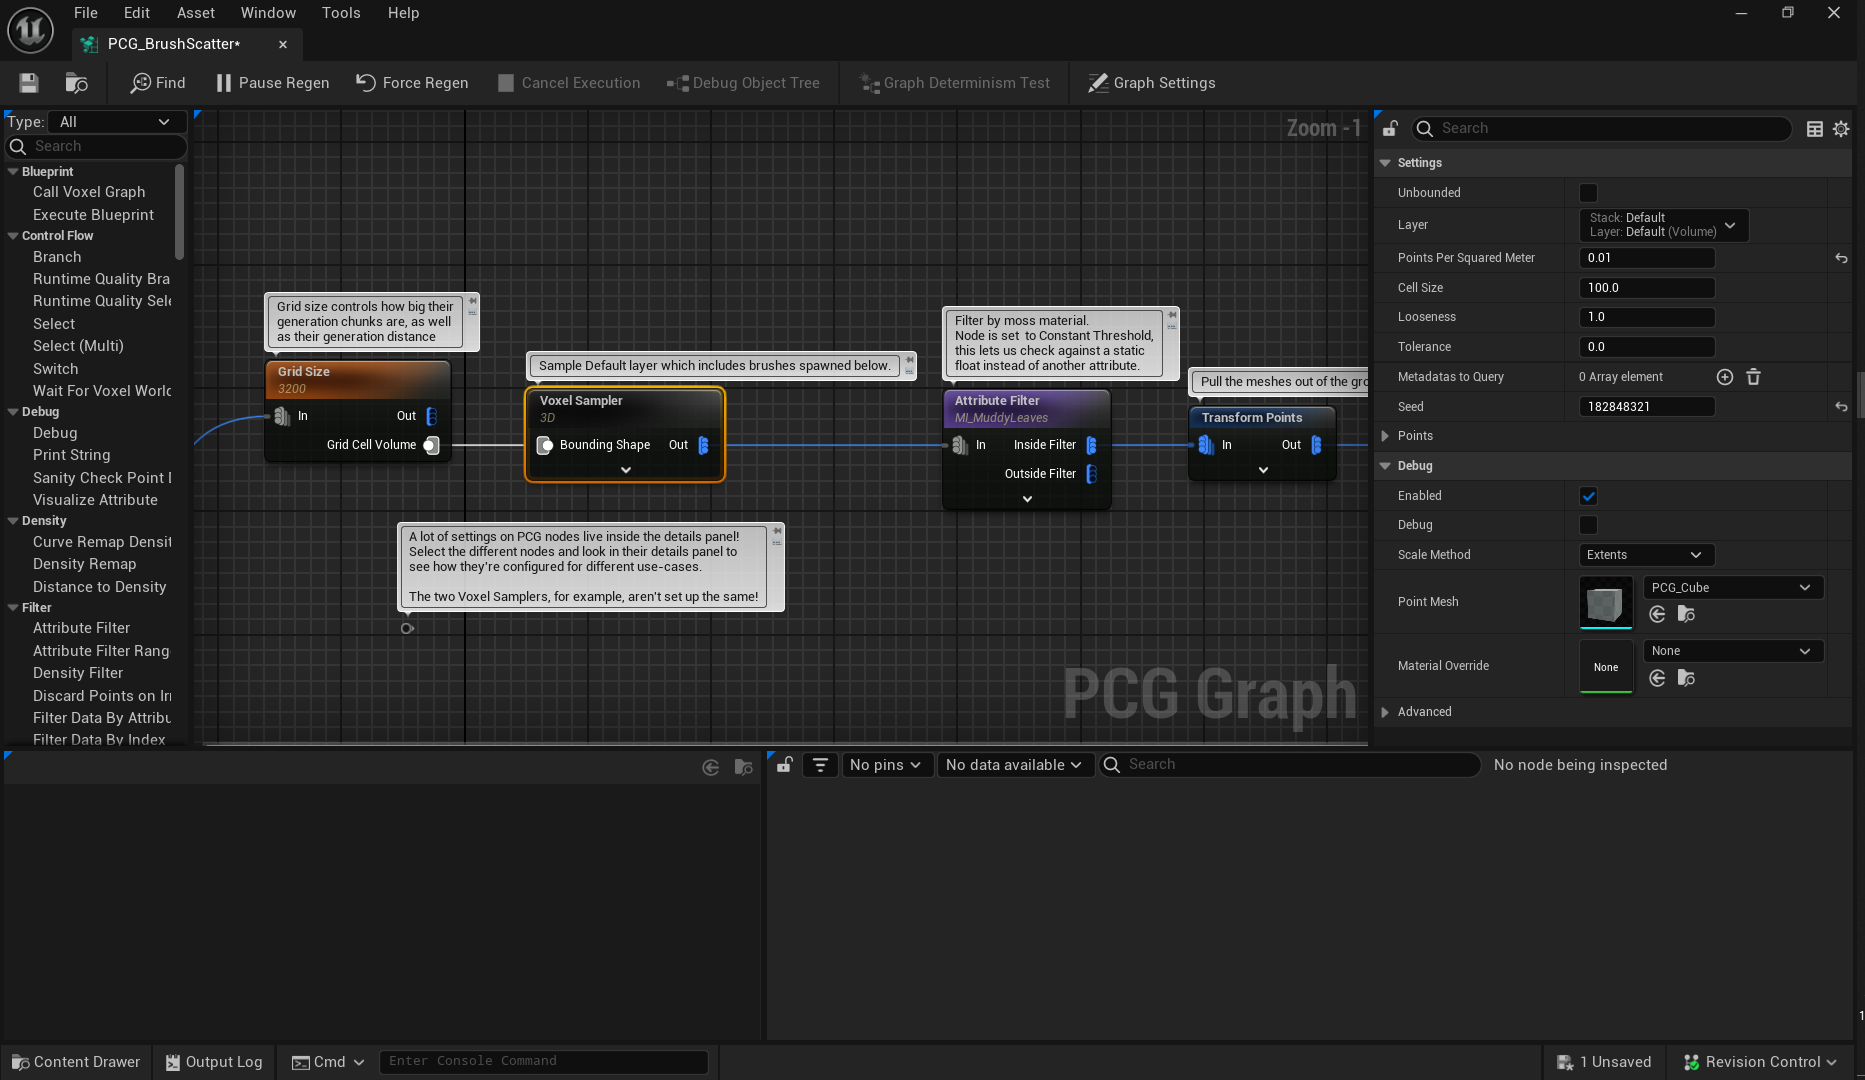 File Edit Asset Window Tools Help
PCG_BrushScatter*
Find Pause Regen Force Regen Cancel Execution Debug Object Tree Graph Determinism Test Graph Settings
Type: All
Search
Blueprint
Call Voxel Graph
Execute Blueprint
Control Flow
Branch
Runtime Quality Bra
Runtime Quality Sele
Select
Select (Multi)
Switch
Wait For Voxel World
Debug
Debug
Print String
Sanity Check Point D
Visualize Attribute
Density
Curve Remap Densit
Density Remap
Distance to Density
Filter
Attribute Filter
Attribute Filter Rang
Density Filter
Discard Points on Irr
Filter Data By Attribu
Filter Data By Index
Zoom -1
Grid size controls how big their
generation chunks are, as well
as their generation distance
Grid Size
3200
In Out
Grid Cell Volume
Sample Default layer which includes brushes spawned below.
Voxel Sampler
3D
Bounding Shape Out
A lot of settings on PCG nodes live inside the details panel!
Select the different nodes and look in their details panel to
see how they're configured for different use-cases.
The two Voxel Samplers, for example, aren't set up the same!
Filter by moss material.
Node is set to Constant Threshold,
this lets us check against a static
float instead of another attribute.
Attribute Filter
MI_MuddyLeaves
In Inside Filter
Outside Filter
Pull the meshes out of the gro
Transform Points
In Out
PCG Graph
Search
Settings
Unbounded
Layer Stack: Default
Layer: Default (Volume)
Points Per Squared Meter 0.01
Cell Size 100.0
Looseness 1.0
Tolerance 0.0
Metadatas to Query 0 Array element
Seed 182848321
Points
Debug
Enabled
Debug
Scale Method Extents
Point Mesh PCG_Cube
Material Override None None
Advanced
No pins No data available Search No node being inspected
1
Content Drawer Output Log Cmd Enter Console Command 1 Unsaved Revision Control